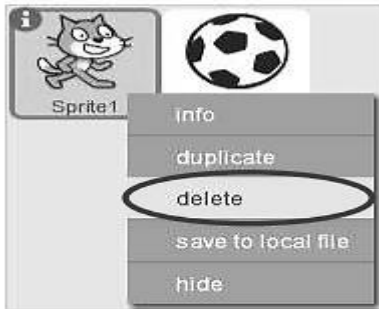 i
Sprite1
info
duplicate
delete
save to local file
hide